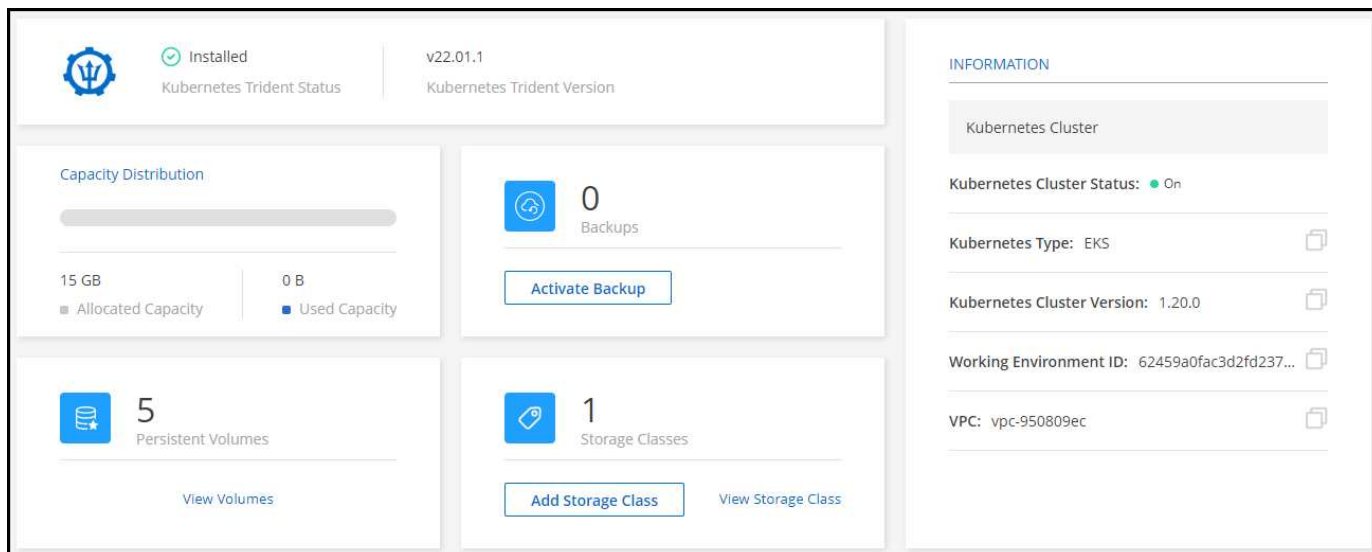 Installed
Kubernetes Trident Status
v22.01.1
Kubernetes Trident Version
Capacity Distribution
15 GB
Allocated Capacity
0 B
Used Capacity
0
Backups
Activate Backup
5
Persistent Volumes
View Volumes
1
Storage Classes
Add Storage Class
View Storage Class
INFORMATION
Kubernetes Cluster
Kubernetes Cluster Status: On
Kubernetes Type: EKS
Kubernetes Cluster Version: 1.20.0
Working Environment ID: 62459a0fac3d2fd237...
VPC: vpc-950809ec